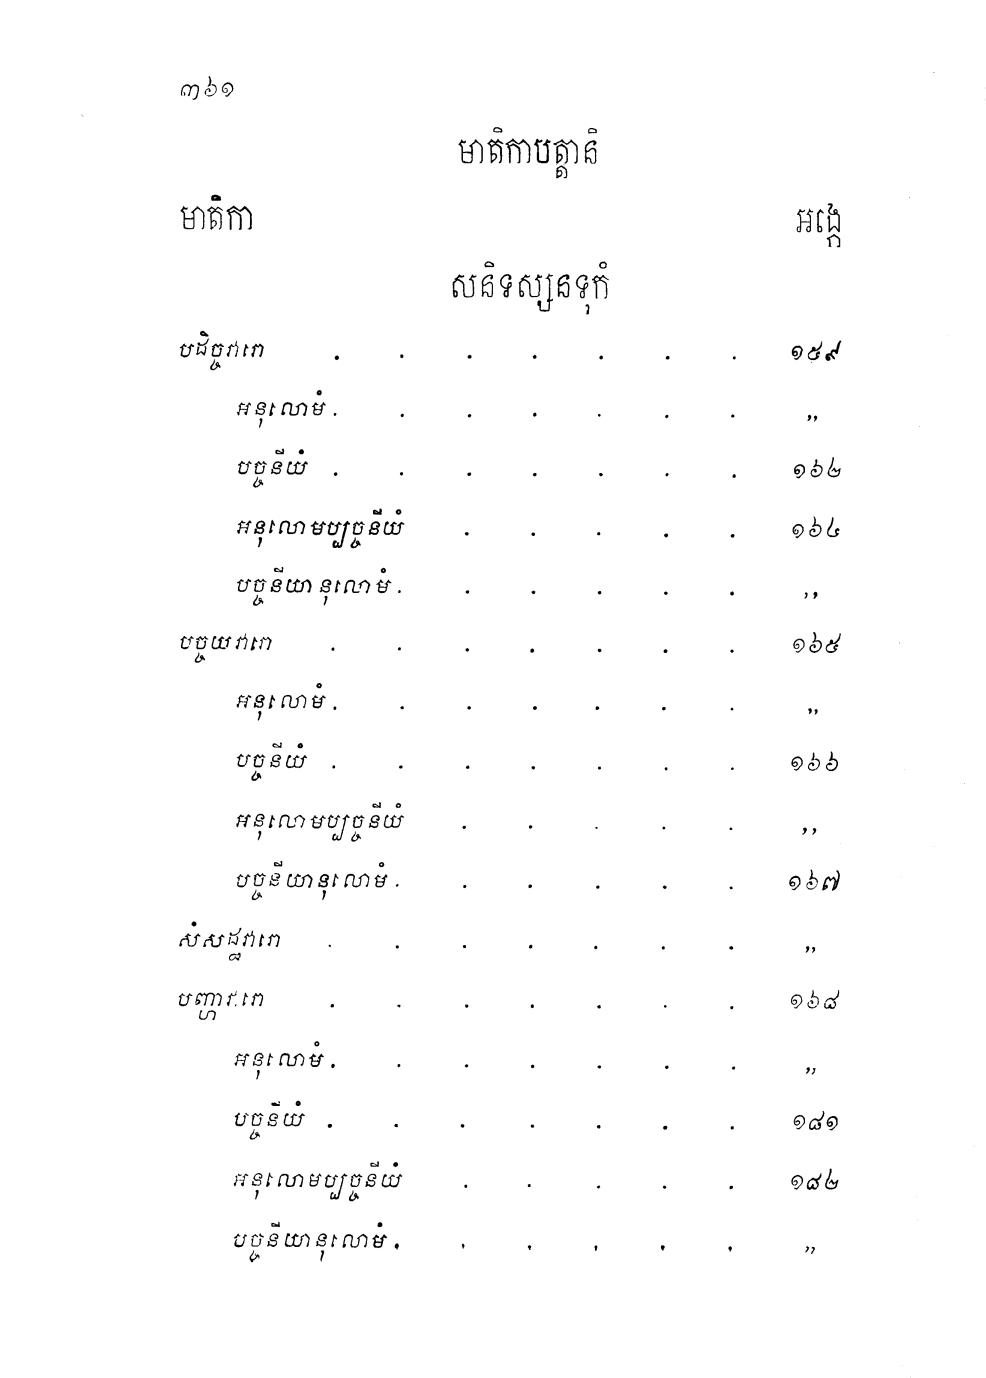 ៣៦១
មាតិកាបត្តានិ
មាតិកា អង្កេ
សនិទស្សនទុកំ
បដិច្ចវារោ . . . . . . . ១៥៩
អនុលោមំ . . . . . . . ,,
បច្ចនីយំ . . . . . . . ១៦២
អនុលោមប្បច្ចនីយំ . . . . . ១៦៤
បច្ចនីយានុលោមំ . . . . . . ,,
បច្ចយវារោ . . . . . . . ១៦៥
អនុលោមំ . . . . . . . ,,
បច្ចនីយំ . . . . . . . ១៦៦
អនុលោមប្បច្ចនីយំ . . . . . ,,
បច្ចនីយានុលោមំ . . . . . . ១៦៧
សំសដ្ឋវារោ . . . . . . . ,,
បញ្ហាវារោ . . . . . . . ១៦៨
អនុលោមំ . . . . . . . ,,
បច្ចនីយំ . . . . . . . ១៨១
អនុលោមប្បច្ចនីយំ . . . . . ១៨២
បច្ចនីយានុលោមំ . . . . . . ,,